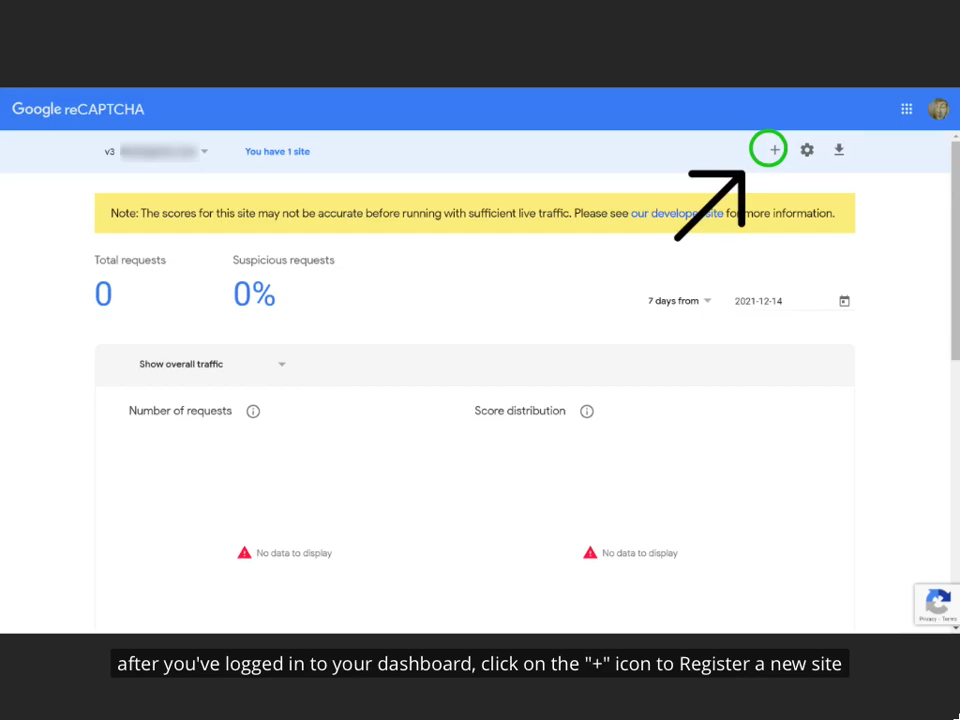 Google reCAPTCHA
v3
You have 1 site
Note: The scores for this site may not be accurate before running with sufficient live traffic. Please see our developer site for more information.
Total requests
Suspicious requests
0
0%
7 days from
2021-12-14
Show overall traffic
Number of requests
Score distribution
No data to display
No data to display
Privacy - Terms
after you've logged in to your dashboard, click on the "+" icon to Register a new site